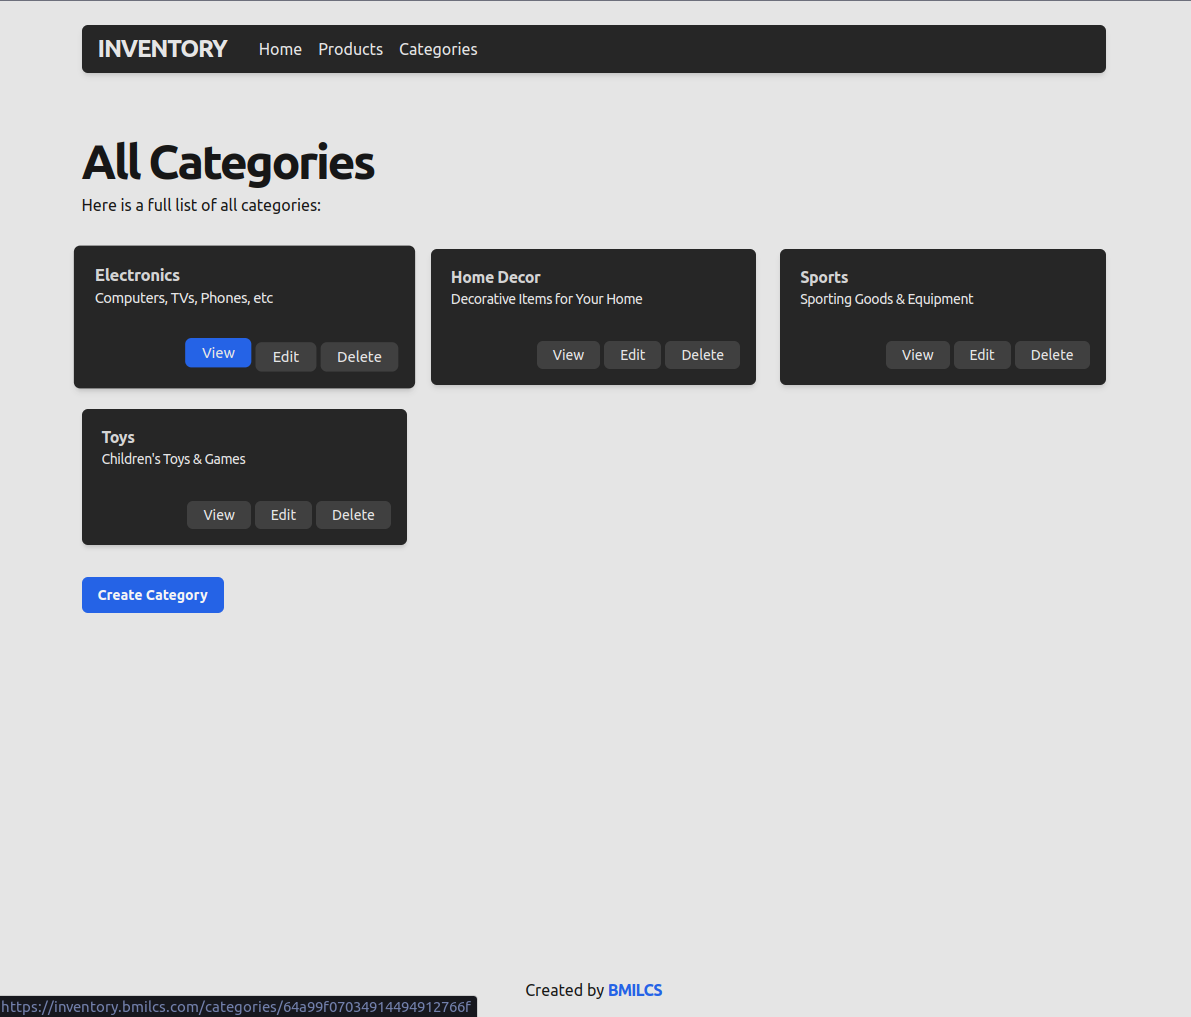 INVENTORY Home Products Categories
All Categories
Here is a full list of all categories:
Electronics
Computers, TVs, Phones, etc
View Edit Delete
Home Decor
Decorative Items for Your Home
View Edit Delete
Sports
Sporting Goods & Equipment
View Edit Delete
Toys
Children's Toys & Games
View Edit Delete
Create Category
Created by BMILCS
https://inventory.bmilcs.com/categories/64a99f07034914494912766f